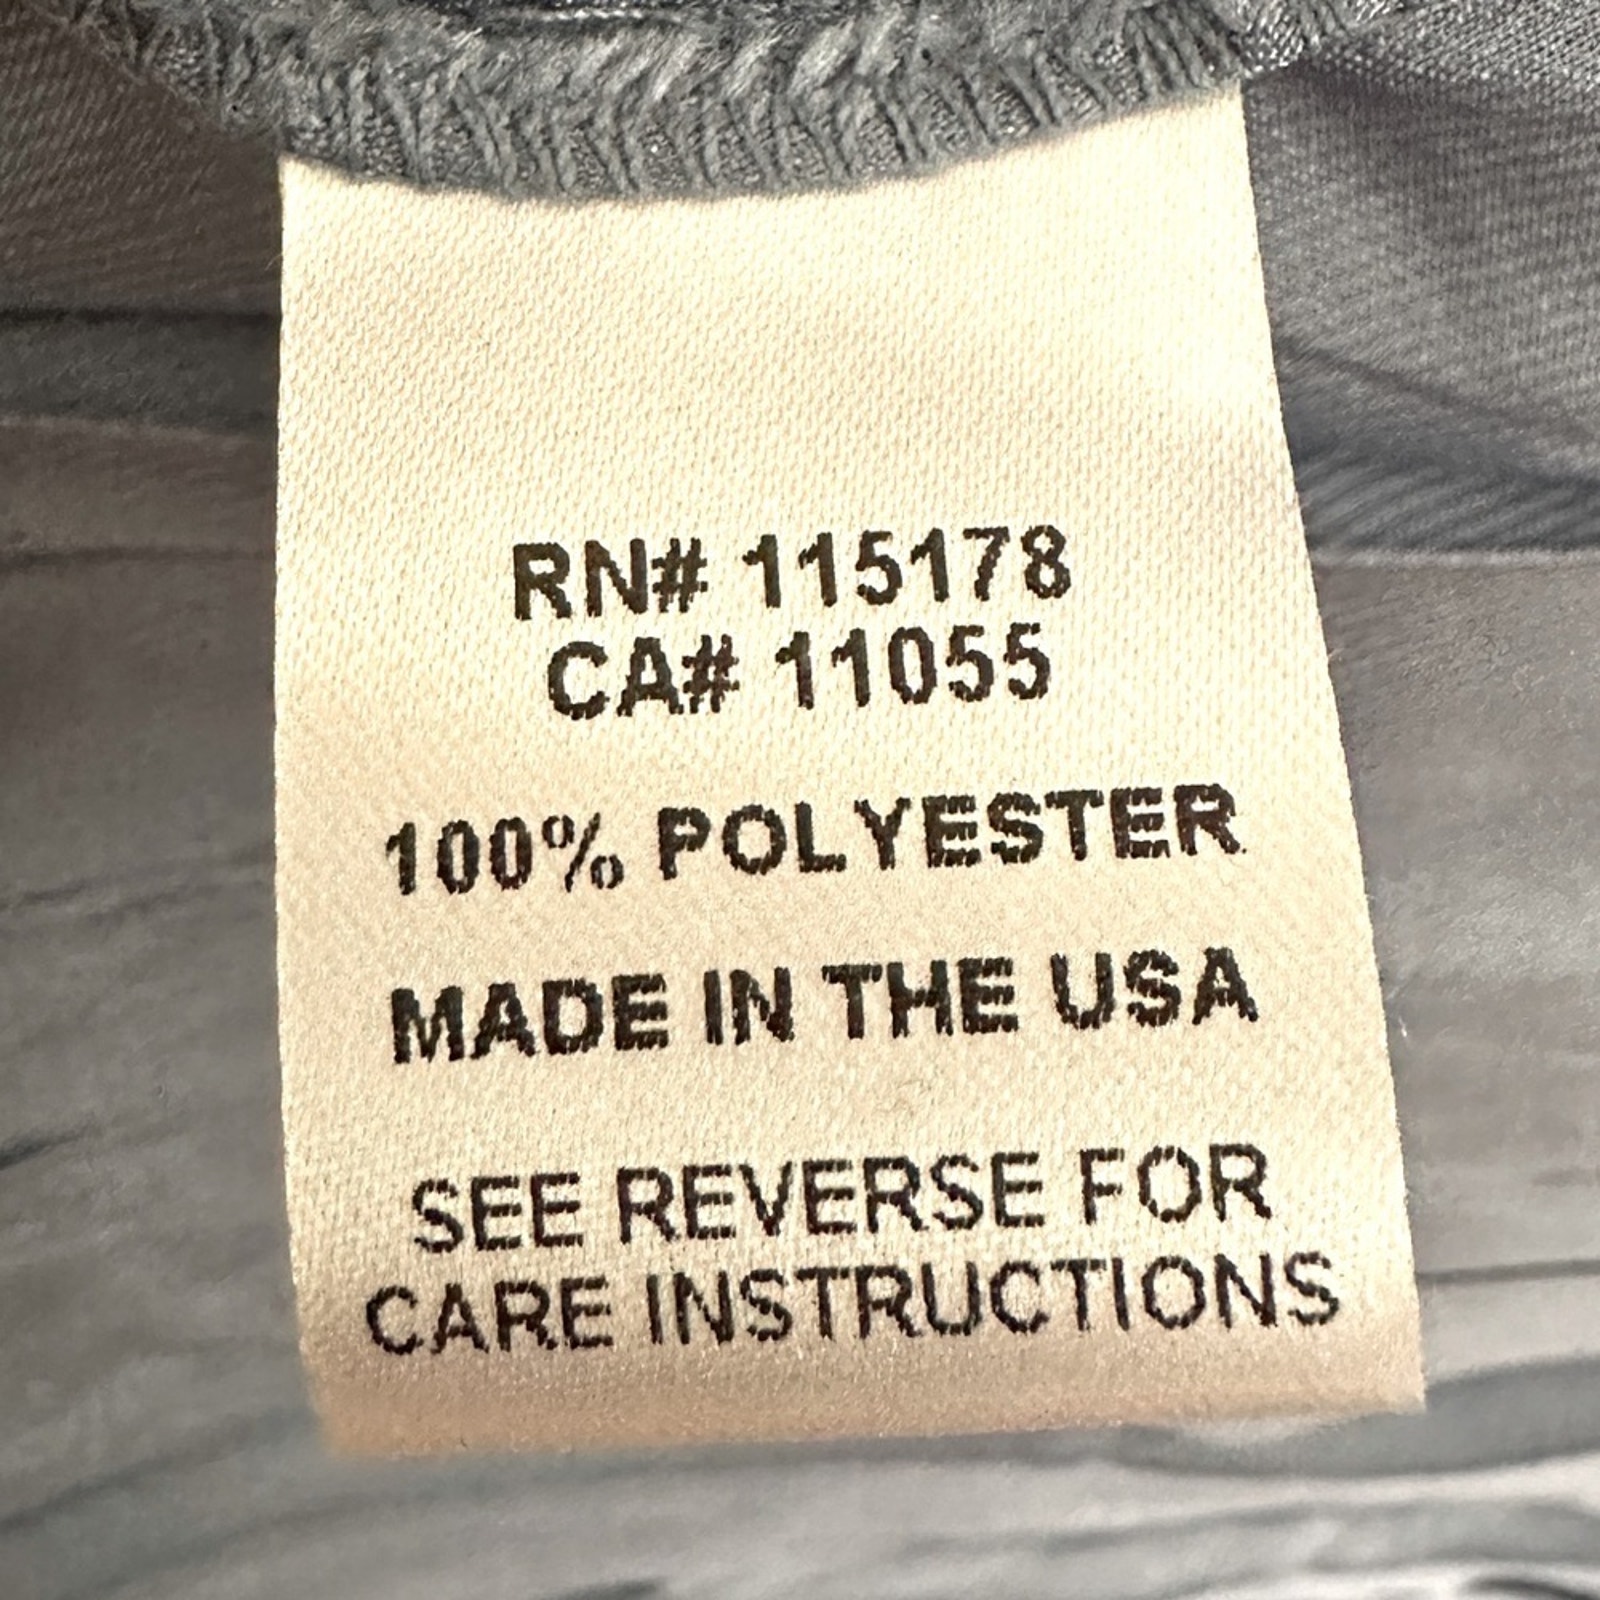 RN# 115178
CA# 11055
100% POLYESTER
MADE IN THE USA
SEE REVERSE FOR
CARE INSTRUCTIONS